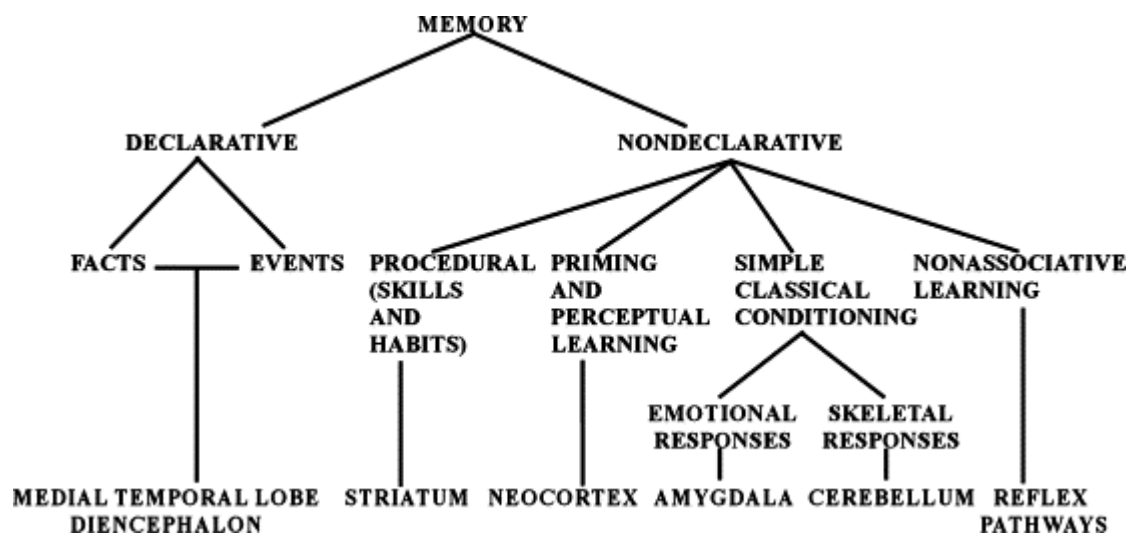 MEMORY
DECLARATIVE
NONDECLARATIVE
FACTS
EVENTS
PROCEDURAL
(SKILLS
AND
HABITS)
PRIMING
AND
PERCEPTUAL
LEARNING
SIMPLE
CLASSICAL
CONDITIONING
NONASSOCIATIVE
LEARNING
EMOTIONAL
RESPONSES
SKELETAL
RESPONSES
MEDIAL TEMPORAL LOBE
DIENCEPHALON
STRIATUM
NEOCORTEX
AMYGDALA
CEREBELLUM
REFLEX
PATHWAYS